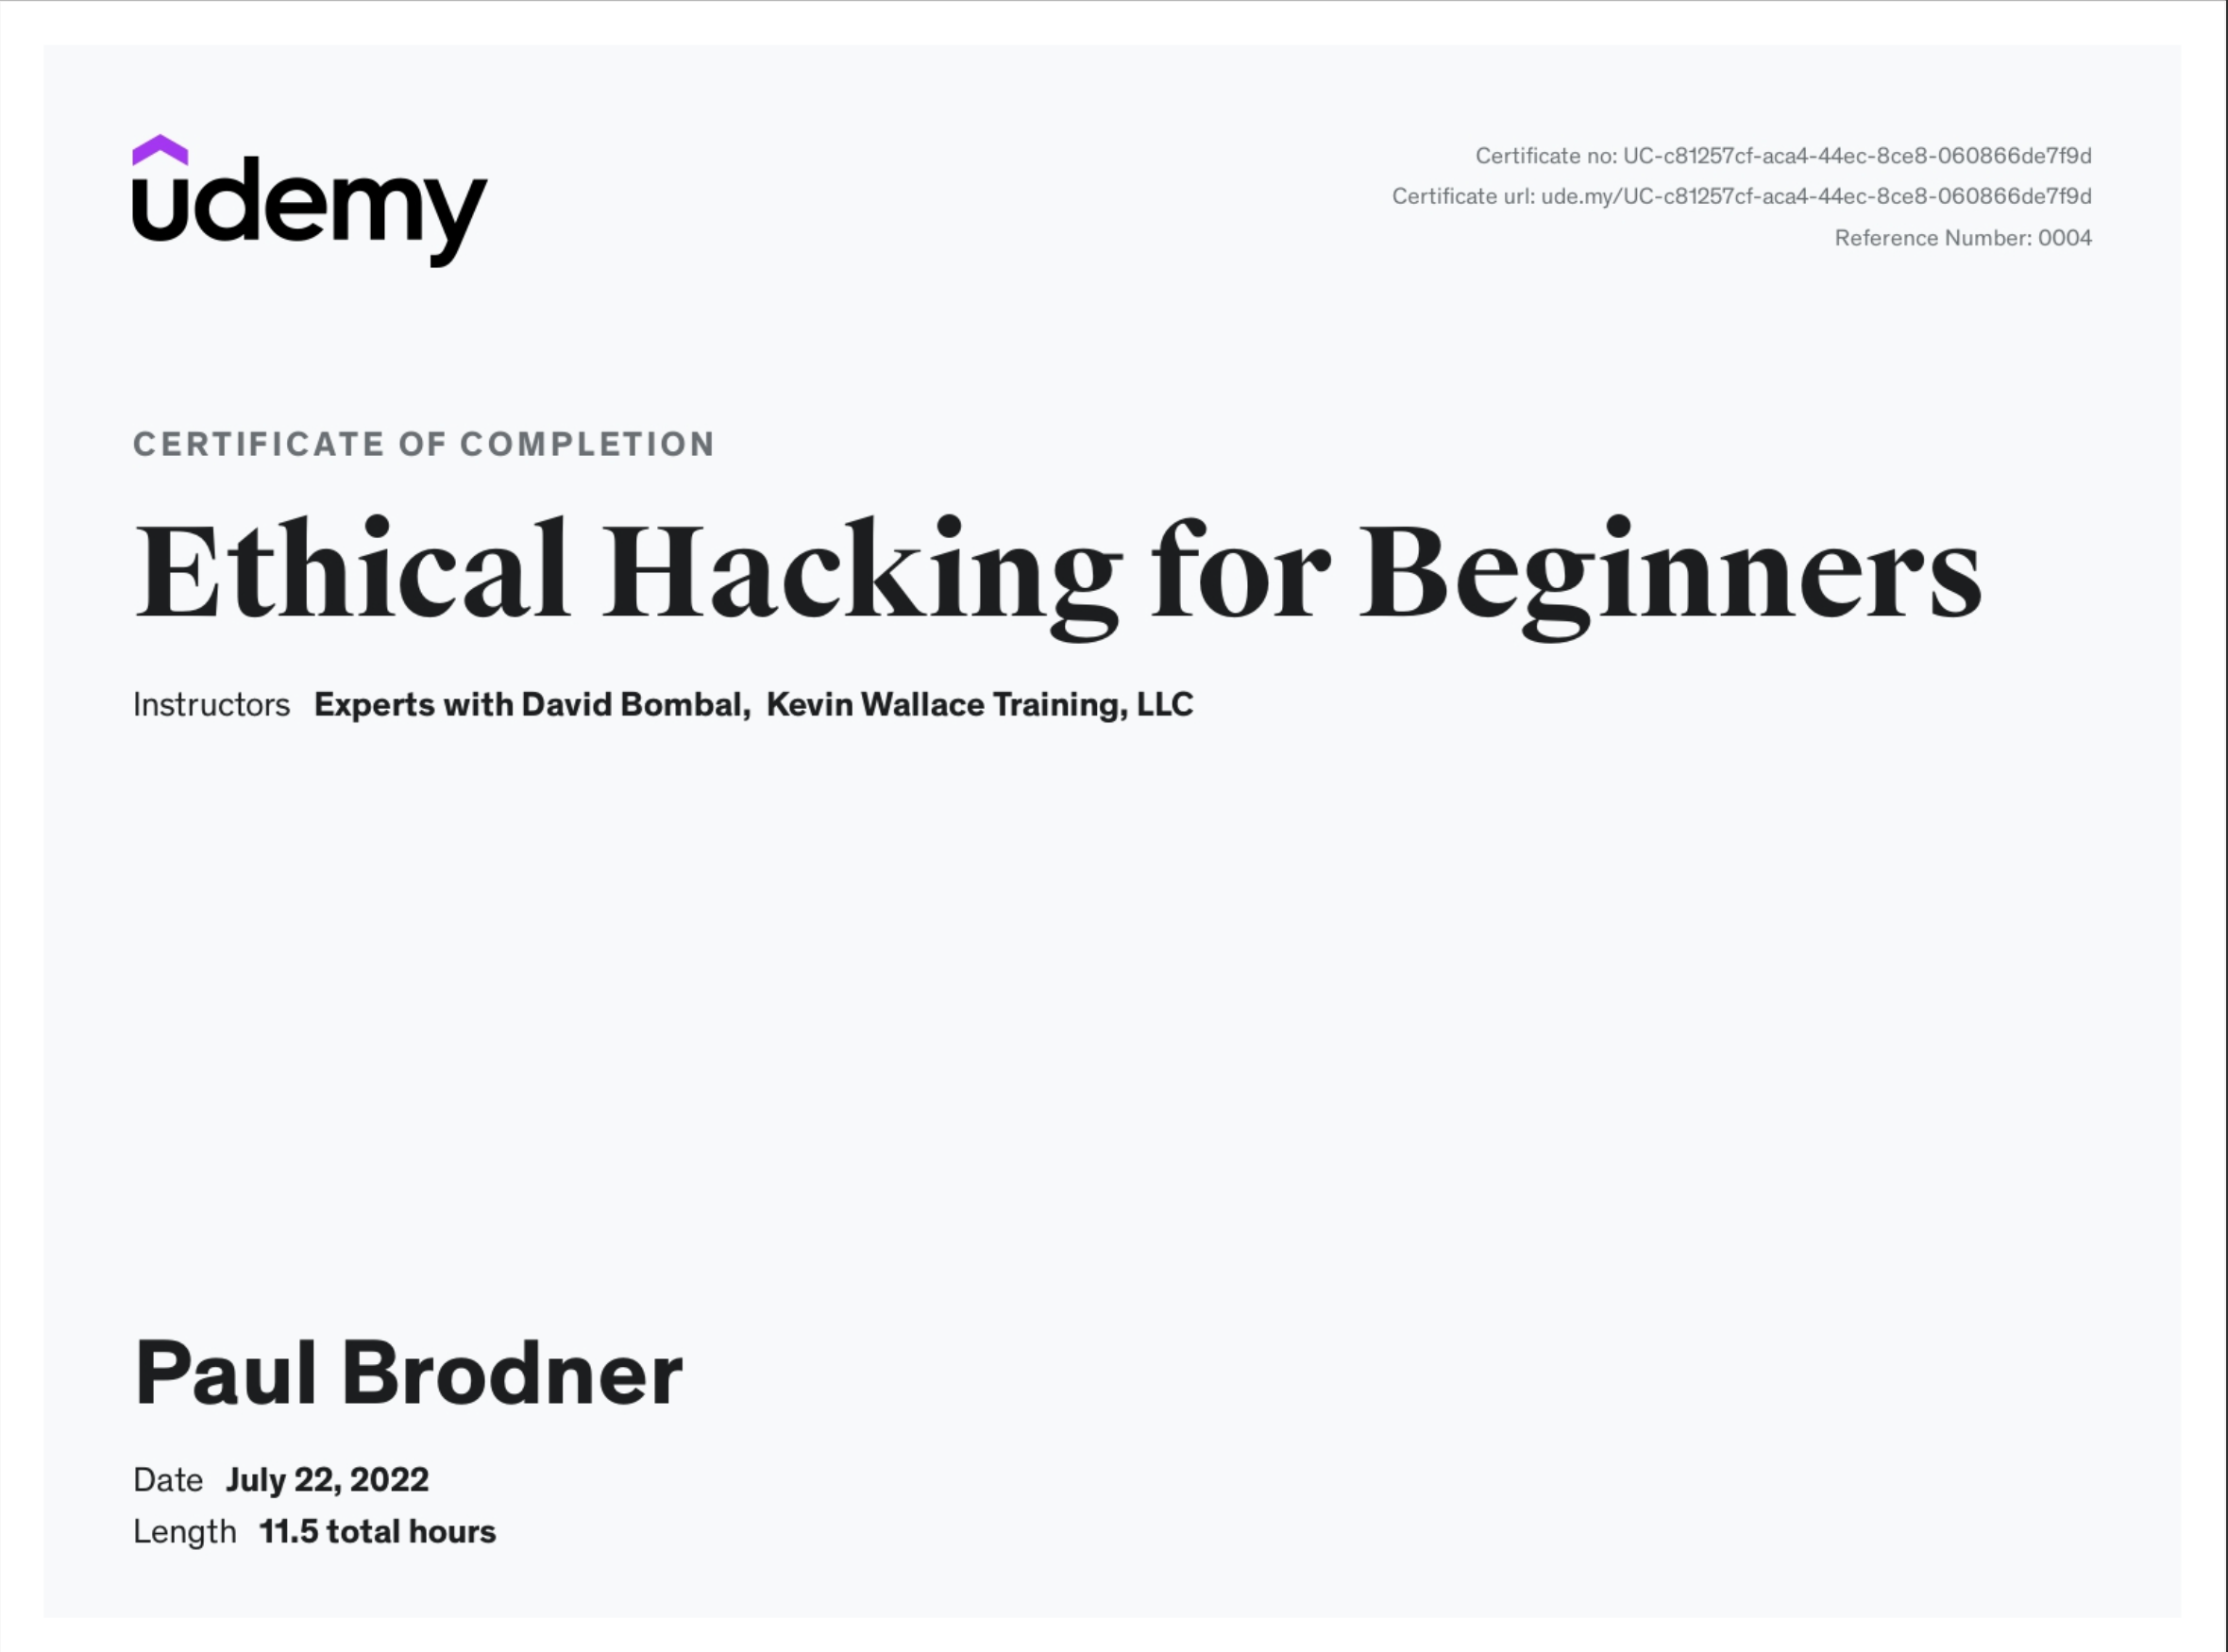 udemy
Certificate no: UC-c81257cf-aca4-44ec-8ce8-060866de7f9d
Certificate url: ude.my/UC-c81257cf-aca4-44ec-8ce8-060866de7f9d
Reference Number: 0004
CERTIFICATE OF COMPLETION
Ethical Hacking for Beginners
Instructors Experts with David Bombal, Kevin Wallace Training, LLC
Paul Brodner
Date July 22, 2022
Length 11.5 total hours